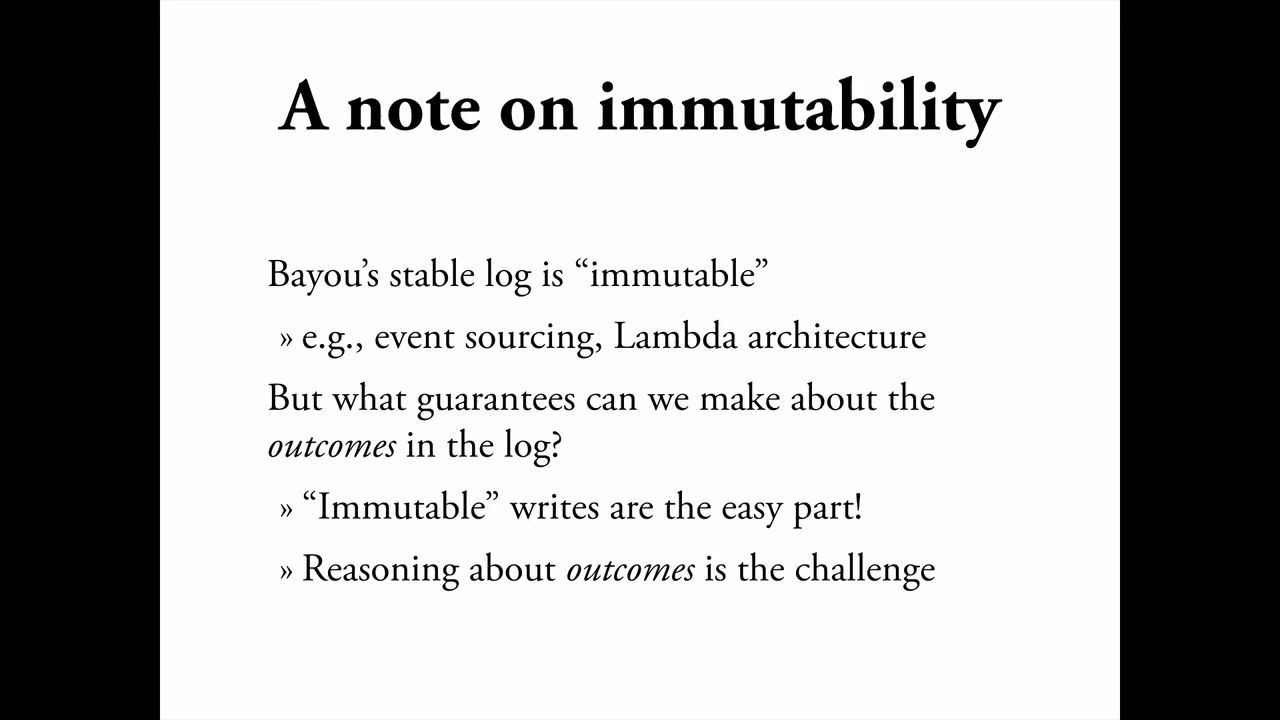 A note on immutability
Bayou’s stable log is “immutable”
» e.g., event sourcing, Lambda architecture
But what guarantees can we make about the
outcomes in the log?
» “Immutable” writes are the easy part!
» Reasoning about outcomes is the challenge